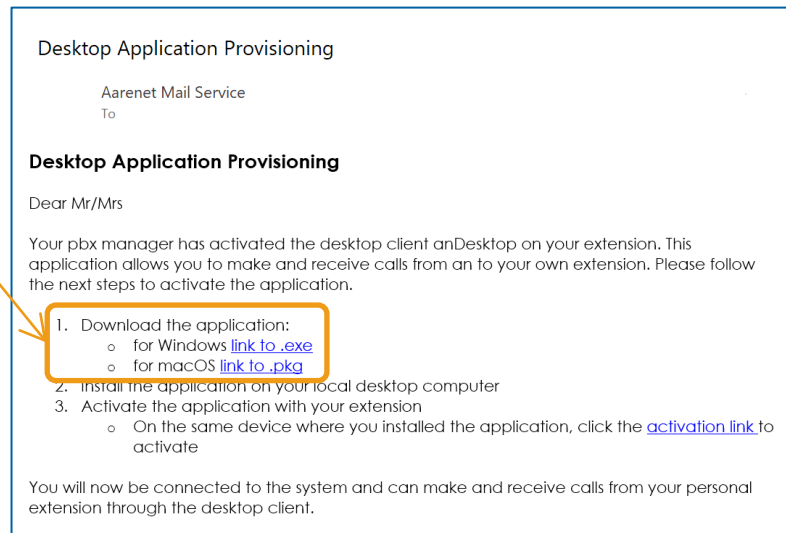 Desktop Application Provisioning
Aarenet Mail Service
To
Desktop Application Provisioning
Dear Mr/Mrs
Your pbx manager has activated the desktop client anDesktop on your extension. This
application allows you to make and receive calls from an to your own extension. Please follow
the next steps to activate the application.
1. Download the application:
o for Windows link to .exe
o for macOS link to .pkg
2. Install the application on your local desktop computer
3. Activate the application with your extension
o On the same device where you installed the application, click the activation link to
activate
You will now be connected to the system and can make and receive calls from your personal
extension through the desktop client.